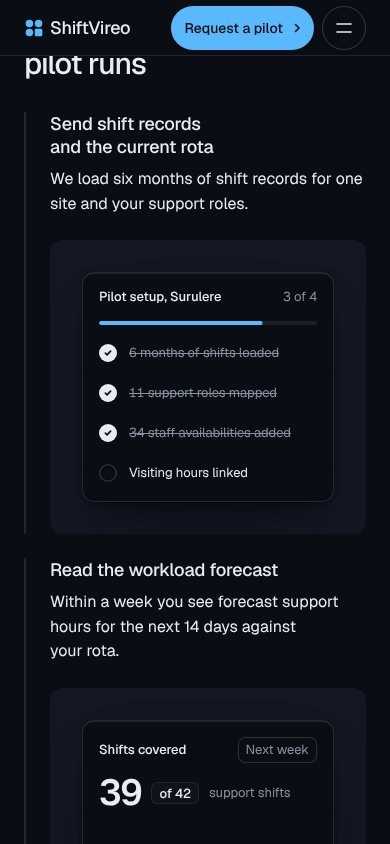 ShiftVireo
Request a pilot
pilot runs
Send shift records
and the current rota
We load six months of shift records for one
site and your support roles.
Pilot setup, Surulere 3 of 4
6 months of shifts loaded
11 support roles mapped
34 staff availabilities added
Visiting hours linked
Read the workload forecast
Within a week you see forecast support
hours for the next 14 days against
your rota.
Shifts covered Next week
39 of 42 support shifts